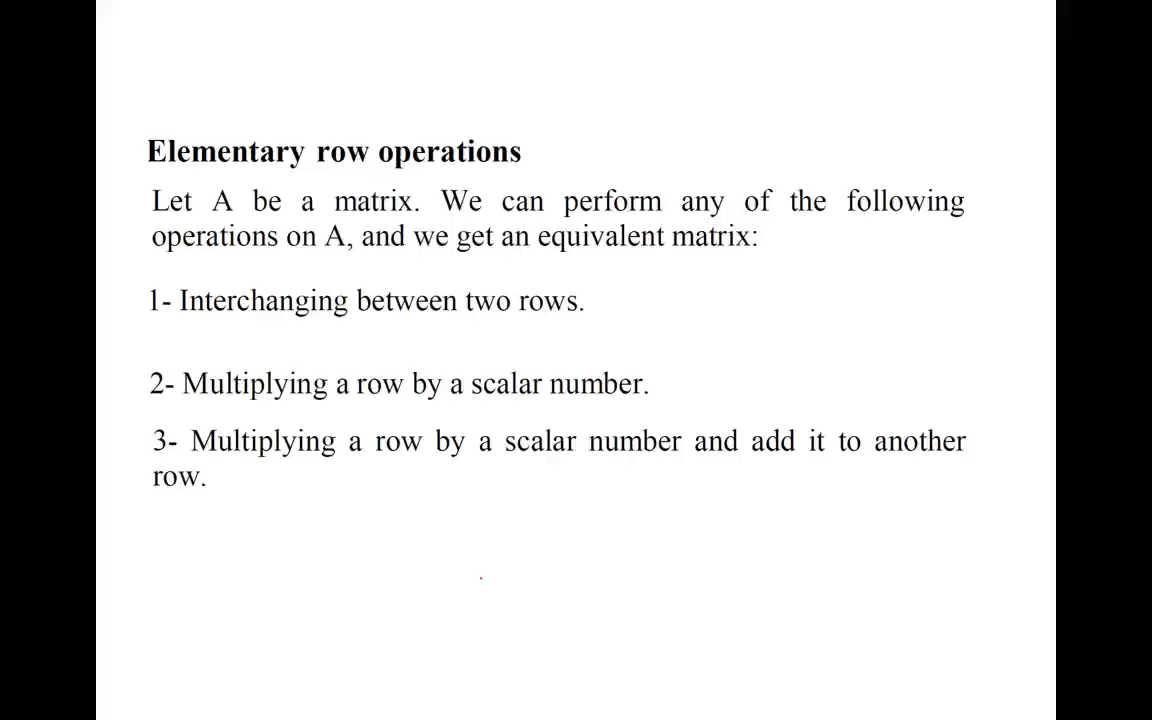 Elementary row operations
Let A be a matrix. We can perform any of the following
operations on A, and we get an equivalent matrix:
1- Interchanging between two rows.
2- Multiplying a row by a scalar number.
3- Multiplying a row by a scalar number and add it to another
row.